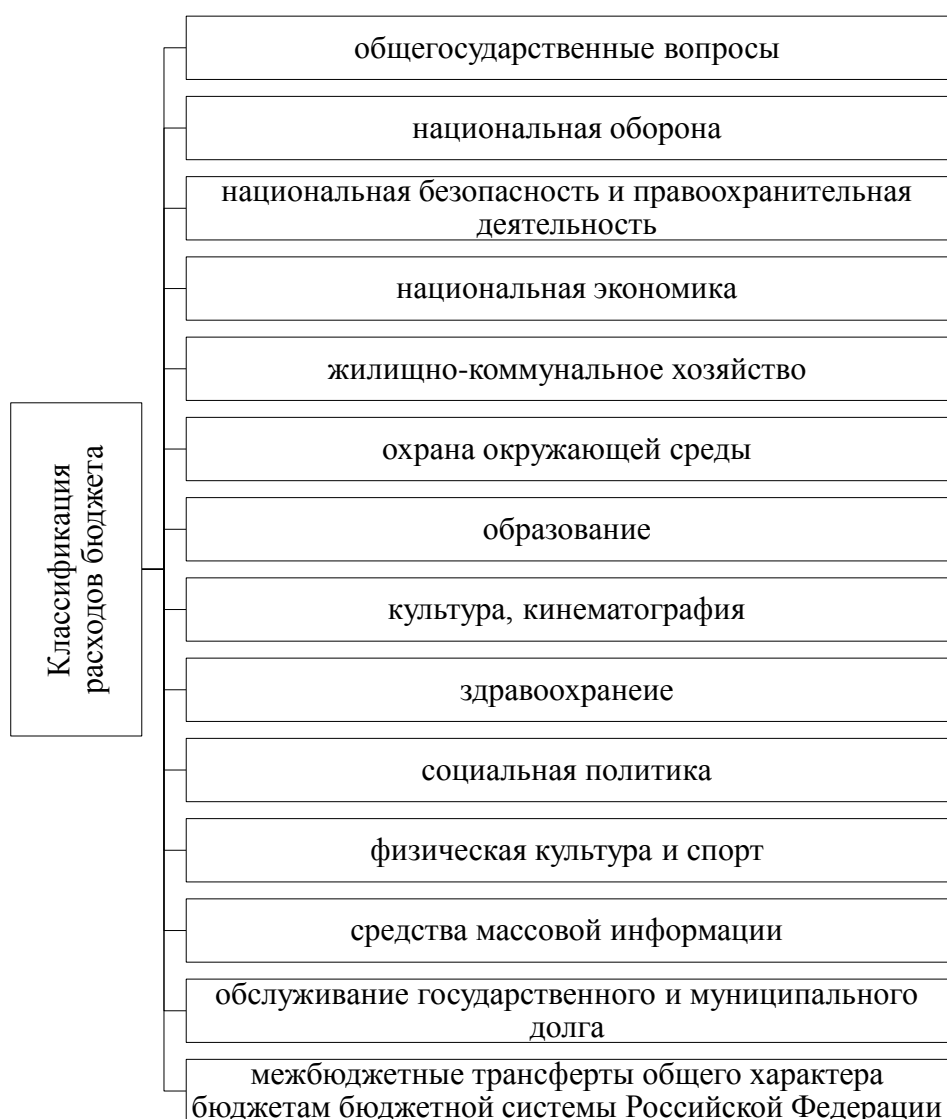 общегосударственные вопросы
национальная оборона
национальная безопасность и правоохранительная
деятельность
национальная экономика
жилищно-коммунальное хозяйство
охрана окружающей среды
Классификация
расходов бюджета
образование
культура, кинематография
здравоохранеие
социальная политика
физическая культура и спорт
средства массовой информации
обслуживание государственного и муниципального
долга
межбюджетные трансферты общего характера
бюджетам бюджетной системы Российской Федерации